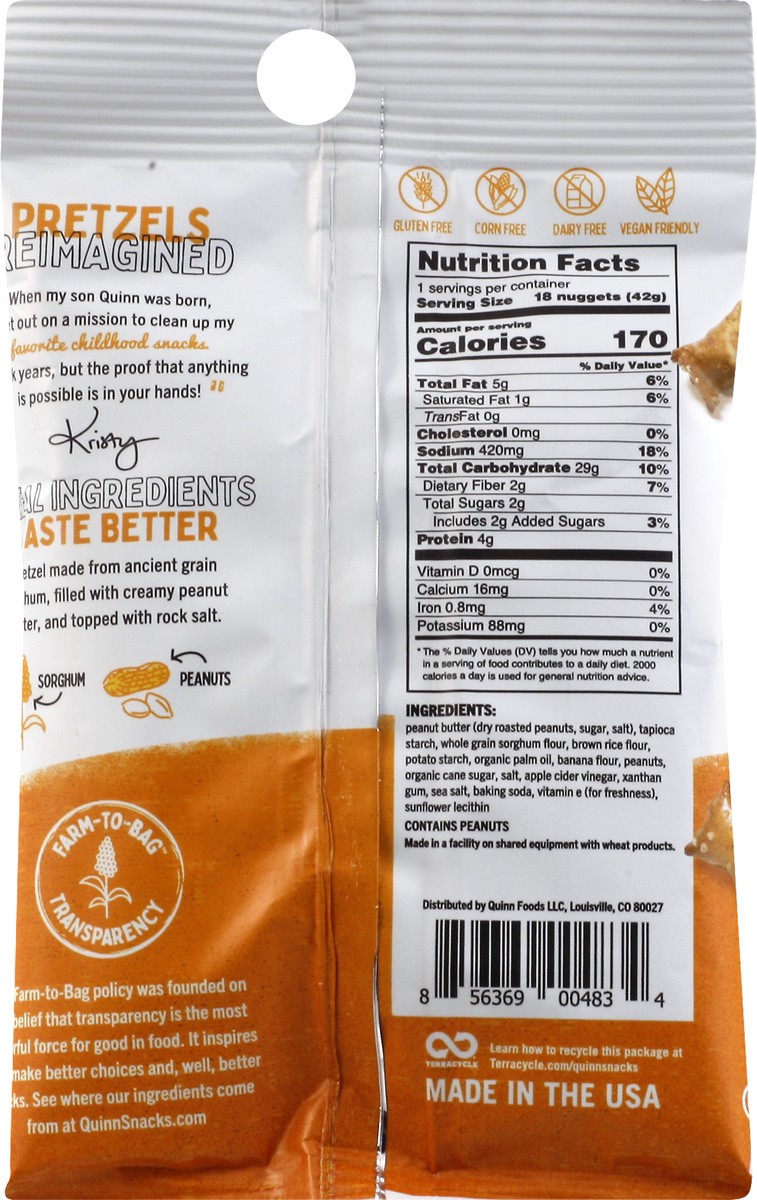 PRETZELS
REIMAGINED
When my son Quinn was born,
out on a mission to clean up my
favorite childhood snacks.
years, but the proof that anything
is possible is in your hands! "
Kristy
INGREDIENTS
BETTER
made from ancient grain
filled with creamy peanut
and topped with rock salt.
SORGHUM
PEANUTS
FARM-TO-BAG™
TRANSPARENCY
Farm-to-Bag policy was founded on
belief that transparency is the most
force for good in food. It inspires
make better choices and, well, better
See where our ingredients come
from at QuinnSnacks.com
GLUTEN FREE
CORN FREE
DAIRY FREE
VEGAN FRIENDLY
Nutrition Facts
1 servings per container
Serving Size 18 nuggets (42g)
Amount per serving
Calories 170
% Daily Value*
Total Fat 5g 6%
Saturated Fat 1g 6%
TransFat 0g
Cholesterol 0mg 0%
Sodium 420mg 18%
Total Carbohydrate 29g 10%
Dietary Fiber 2g 7%
Total Sugars 2g
Includes 2g Added Sugars 3%
Protein 4g
Vitamin D 0mcg 0%
Calcium 16mg 0%
Iron 0.8mg 4%
Potassium 88mg 0%
* The % Daily Values (DV) tells you how much a nutrient
in a serving of food contributes to a daily diet. 2000
calories a day is used for general nutrition advice.
INGREDIENTS:
peanut butter (dry roasted peanuts, sugar, salt), tapioca
starch, whole grain sorghum flour, brown rice flour,
potato starch, organic palm oil, banana flour, peanuts,
organic cane sugar, salt, apple cider vinegar, xanthan
gum, sea salt, baking soda, vitamin e (for freshness),
sunflower lecithin
CONTAINS PEANUTS
Made in a facility on shared equipment with wheat products.
Distributed by Quinn Foods LLC, Louisville, CO 80027
8 56369 00483 4
TERRACYCLE
Learn how to recycle this package at
Terracycle.com/quinnsnacks
MADE IN THE USA